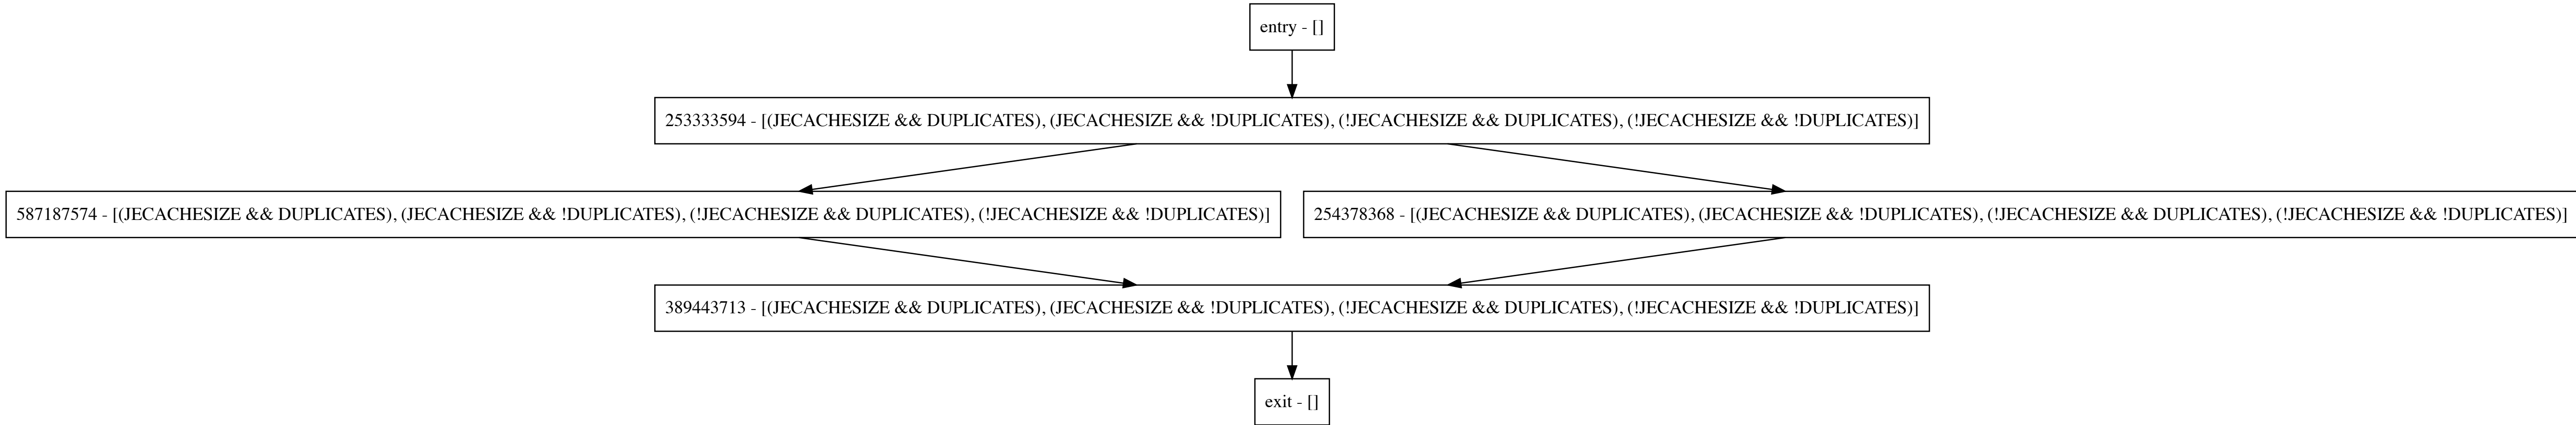 entry - []
253333594 - [(JECACHESIZE && DUPLICATES), (JECACHESIZE && !DUPLICATES), (!JECACHESIZE && DUPLICATES), (!JECACHESIZE && !DUPLICATES)]
587187574 - [(JECACHESIZE && DUPLICATES), (JECACHESIZE && !DUPLICATES), (!JECACHESIZE && DUPLICATES), (!JECACHESIZE && !DUPLICATES)]
254378368 - [(JECACHESIZE && DUPLICATES), (JECACHESIZE && !DUPLICATES), (!JECACHESIZE && DUPLICATES), (!JECACHESIZE && !DUPLICATES)]
389443713 - [(JECACHESIZE && DUPLICATES), (JECACHESIZE && !DUPLICATES), (!JECACHESIZE && DUPLICATES), (!JECACHESIZE && !DUPLICATES)]
exit - []